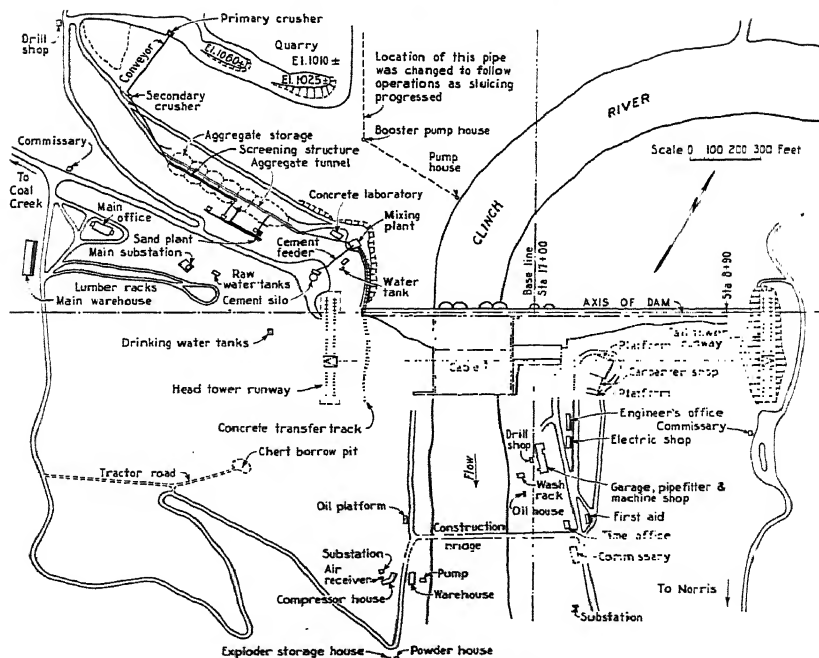 Primary crusher
Drill
shop
Conveyor
El.1060±
Quarry
El.1010±
El.1025±
Secondary
crusher
Location of this pipe
was changed to follow
operations as sluicing
progressed
RIVER
Scale 0 100 200 300 Feet
Commissary
Aggregate storage
Screening structure
Aggregate tunnel
Booster pump house
Pump
house
To
Coal
Creek
Main
office
Concrete laboratory
Mixing
plant
CLINCH
Sand plant
Main substation
Cement
feeder
Water
tank
Base line
Sta 17+00
Sta 8+90
Lumber racks
Raw
water tanks
Cement silo
Main warehouse
AXIS OF DAM
Drinking water tanks
Tail tower
runway
Platform
Carpenter shop
Platform
Head tower runway
Cable
Engineer's office
Electric shop
Commissary
Concrete transfer track
Drill
shop
Chert borrow pit
Tractor road
Flow
Wash
rack
Garage, pipefitter &
machine shop
Oil house
Oil platform
First aid
Construction
bridge
Time office
Commissary
Substation
Air
receiver
Compressor house
Pump
Warehouse
To Norris
Substation
Exploder storage house
Powder house